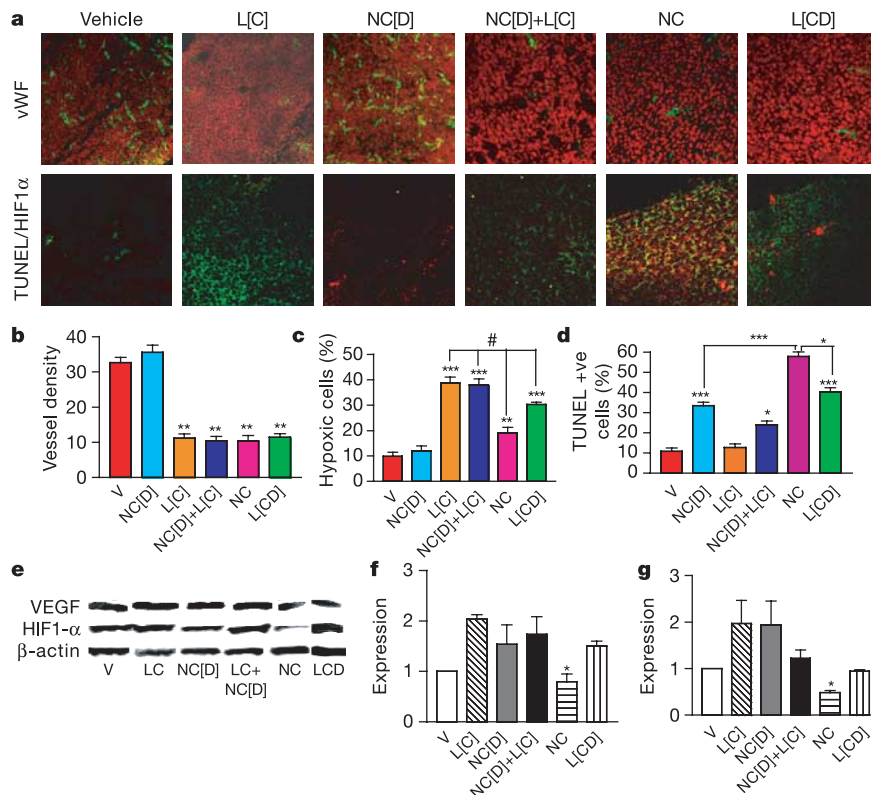 a
Vehicle L[C] NC[D] NC[D]+L[C] NC L[CD]
vWF
TUNEL/HIF1α
b
Vessel density
40
30
20
10
0
** ** ** **
V NC[D] L[C] NC[D]+L[C] NC L[CD]
c
Hypoxic cells (%)
50
40
30
20
10
0
#
*** *** ** ***
V NC[D] L[C] NC[D]+L[C] NC L[CD]
d
TUNEL +ve
cells (%)
60
50
40
30
20
10
0
*** *
*** * ***
V NC[D] L[C] NC[D]+L[C] NC L[CD]
e
VEGF
HIF1-α
β-actin
V LC NC[D] LC+ NC LCD
NC[D]
f
Expression
3
2
1
0
*
V L[C] NC[D] NC[D]+L[C] NC L[CD]
g
Expression
3
2
1
0
*
V L[C] NC[D] NC[D]+L[C] NC L[CD]